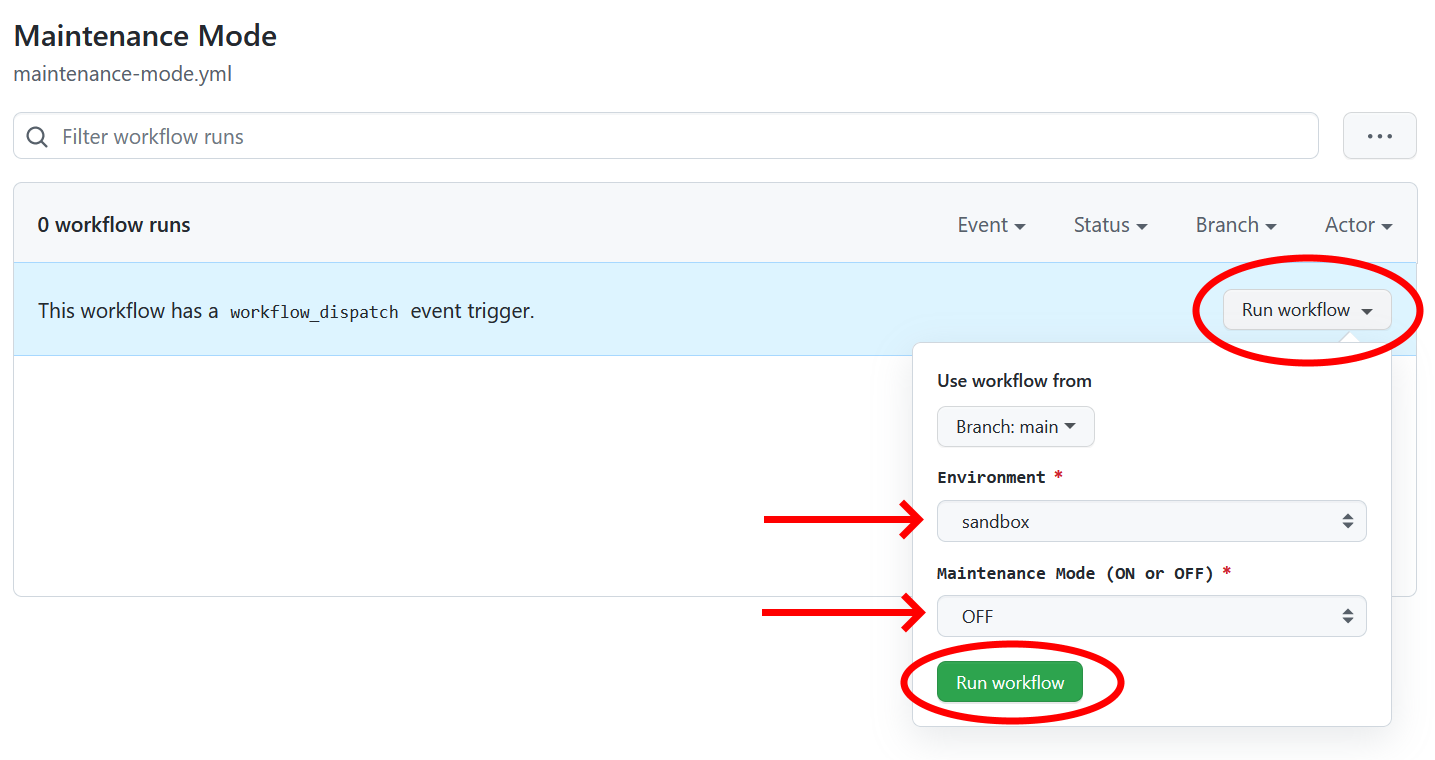 Maintenance Mode
maintenance-mode.yml
Filter workflow runs
0 workflow runs Event Status Branch Actor
This workflow has a workflow_dispatch event trigger. Run workflow
Use workflow from
Branch: main
Environment *
sandbox
Maintenance Mode (ON or OFF) *
OFF
Run workflow